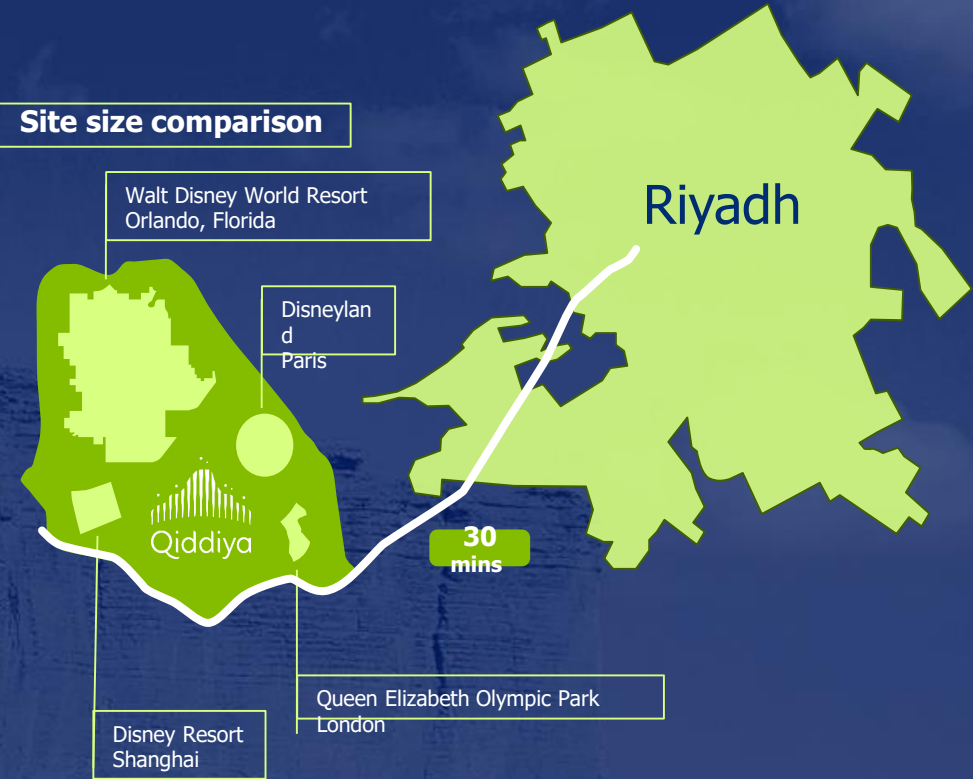 Site size comparison
Walt Disney World Resort
Orlando, Florida
Riyadh
Disneylan
d
Paris
Qiddiya
30
mins
Queen Elizabeth Olympic Park
London
Disney Resort
Shanghai